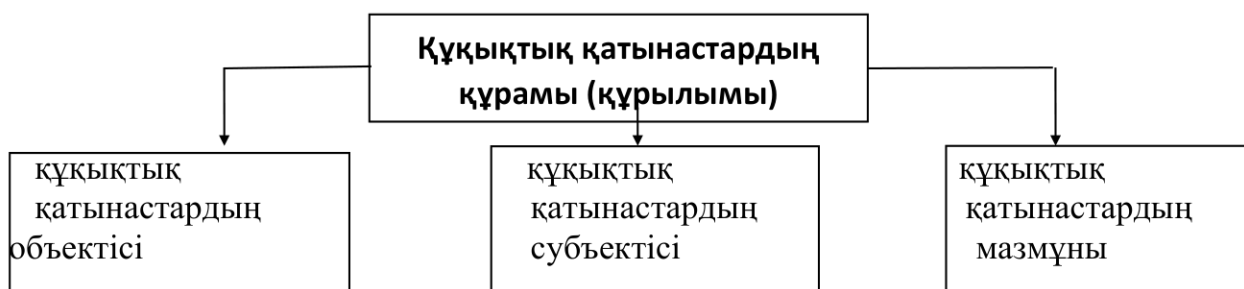 Құқықтық қатынастардың
құрамы (құрылымы)
құқықтық
қатынастардың
объектісі
құқықтық
қатынастардың
субъектісі
құқықтық
қатынастардың
мазмұны